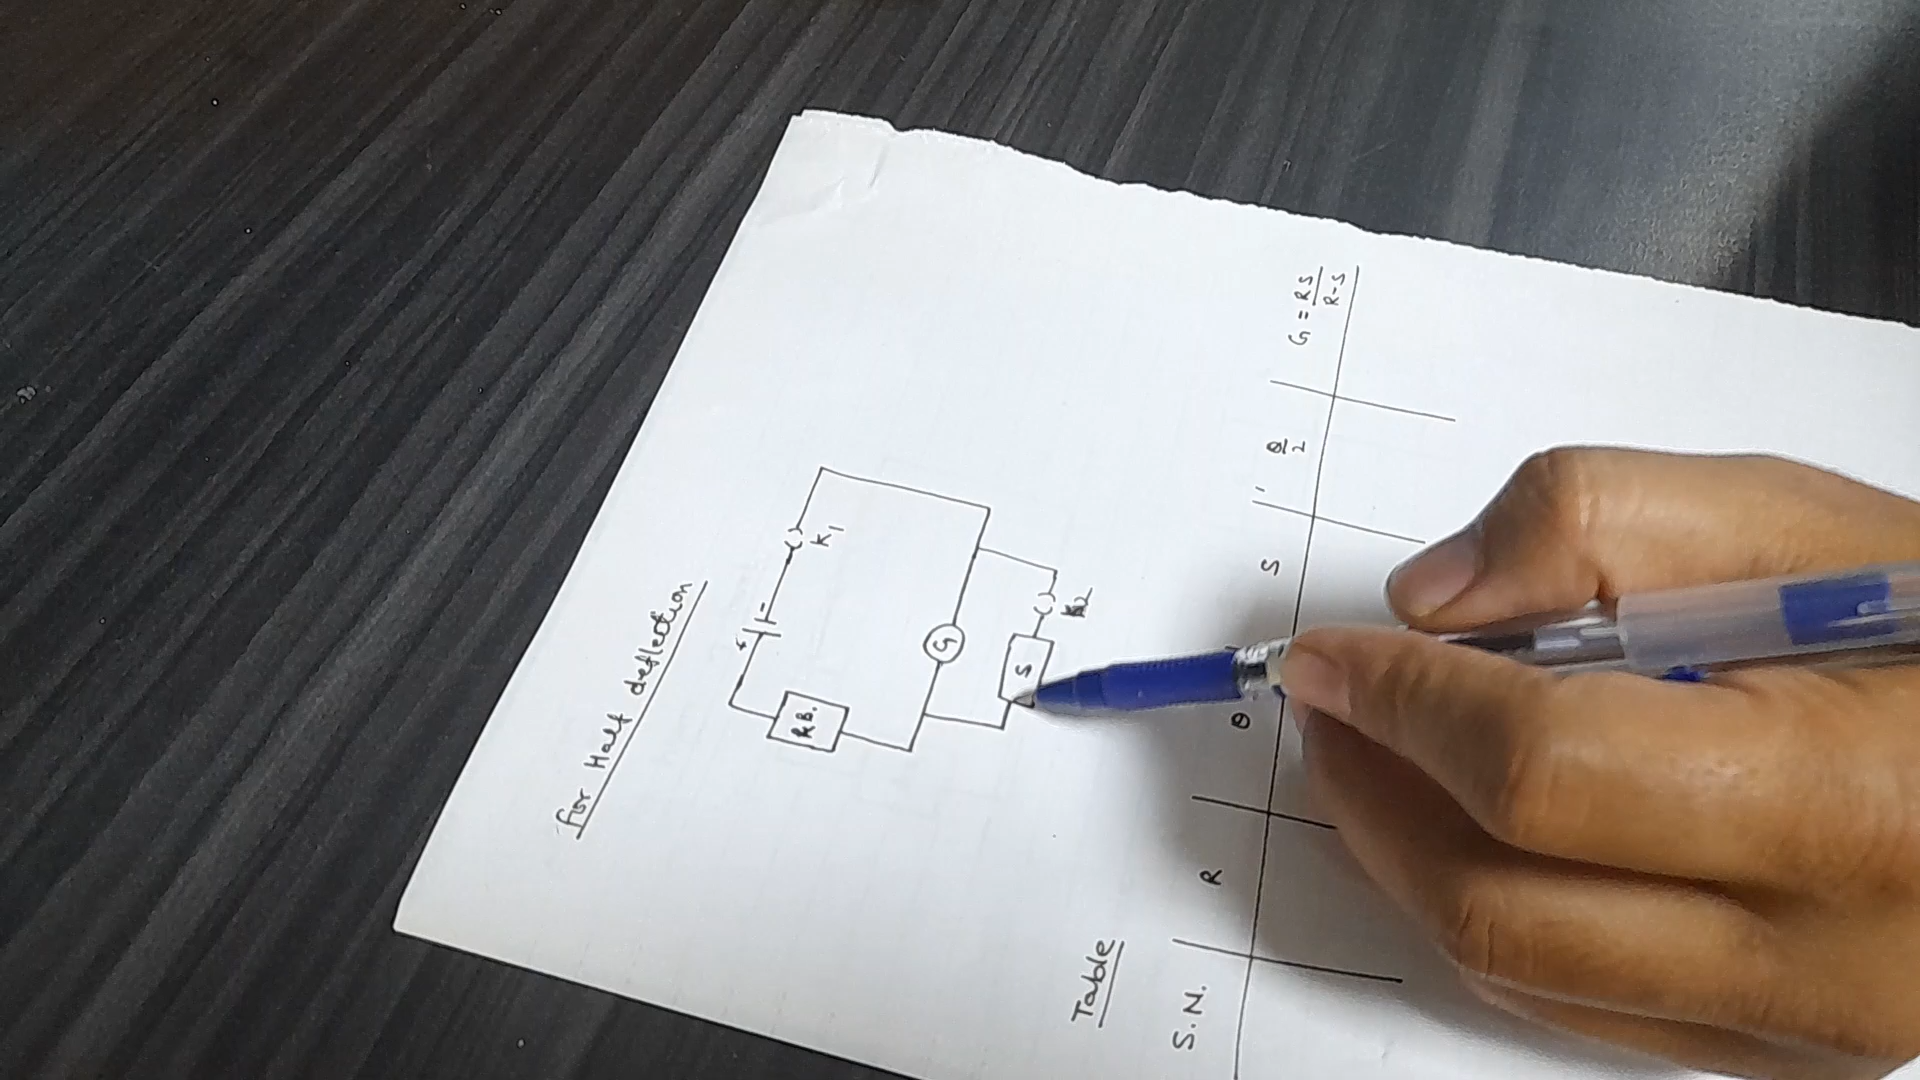 For Half deflection
+ -
K1
R.B.
G
S
K2
Table
S.N. R θ S θ/2 G = RS/R-S